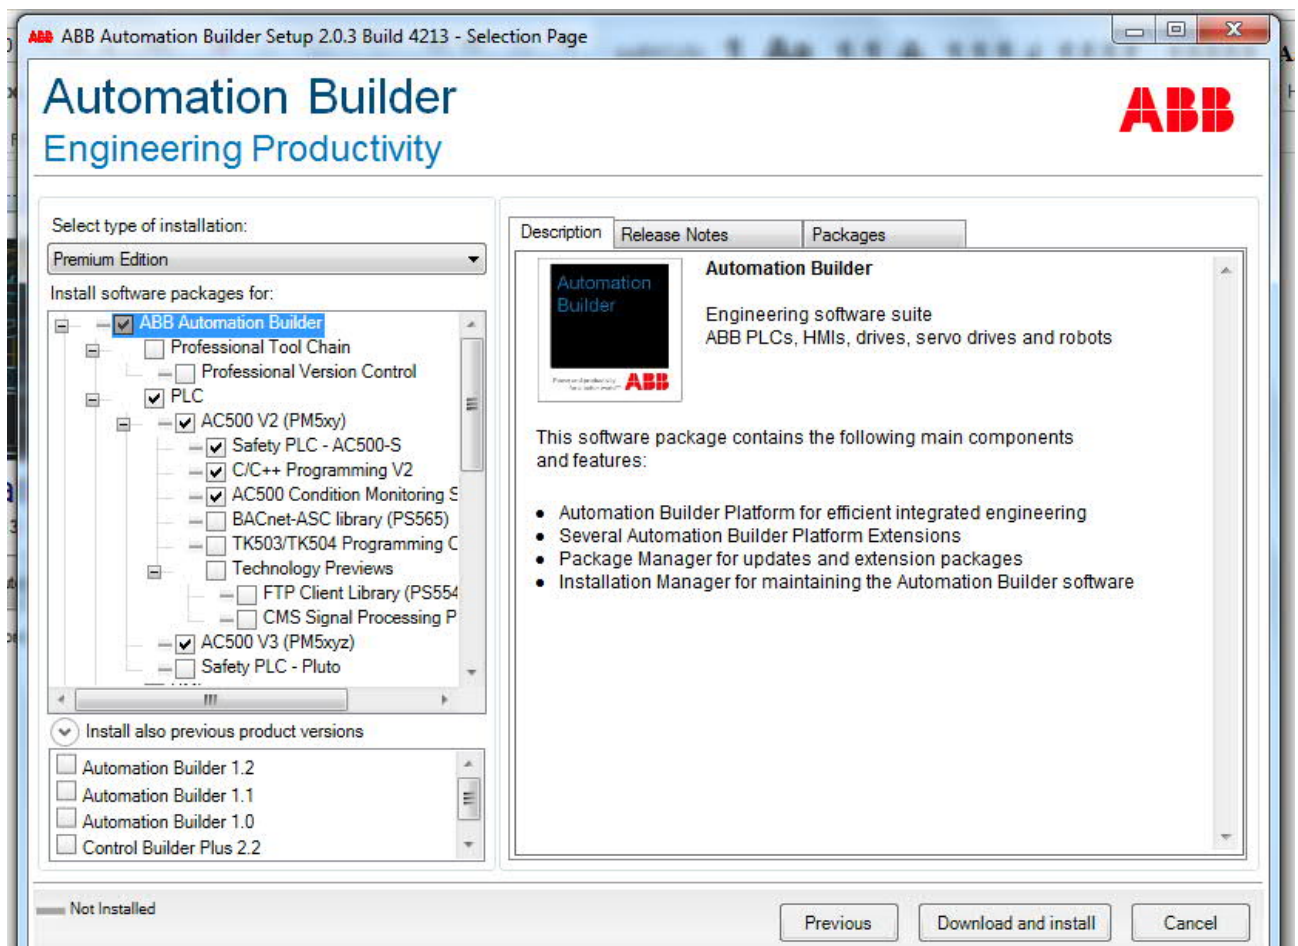 ABB ABB Automation Builder Setup 2.0.3 Build 4213 - Selection Page
Automation Builder
Engineering Productivity
ABB
Select type of installation:
Premium Edition
Install software packages for:
ABB Automation Builder
Professional Tool Chain
Professional Version Control
PLC
AC500 V2 (PM5xy)
Safety PLC - AC500-S
C/C++ Programming V2
AC500 Condition Monitoring S
BACnet-ASC library (PS565)
TK503/TK504 Programming C
Technology Previews
FTP Client Library (PS554
CMS Signal Processing P
AC500 V3 (PM5xyz)
Safety PLC - Pluto
Install also previous product versions
Automation Builder 1.2
Automation Builder 1.1
Automation Builder 1.0
Control Builder Plus 2.2
Description Release Notes Packages
Automation
Builder
ABB
Automation Builder
Engineering software suite
ABB PLCs, HMIs, drives, servo drives and robots
This software package contains the following main components
and features:
• Automation Builder Platform for efficient integrated engineering
• Several Automation Builder Platform Extensions
• Package Manager for updates and extension packages
• Installation Manager for maintaining the Automation Builder software
Not Installed
Previous Download and install Cancel